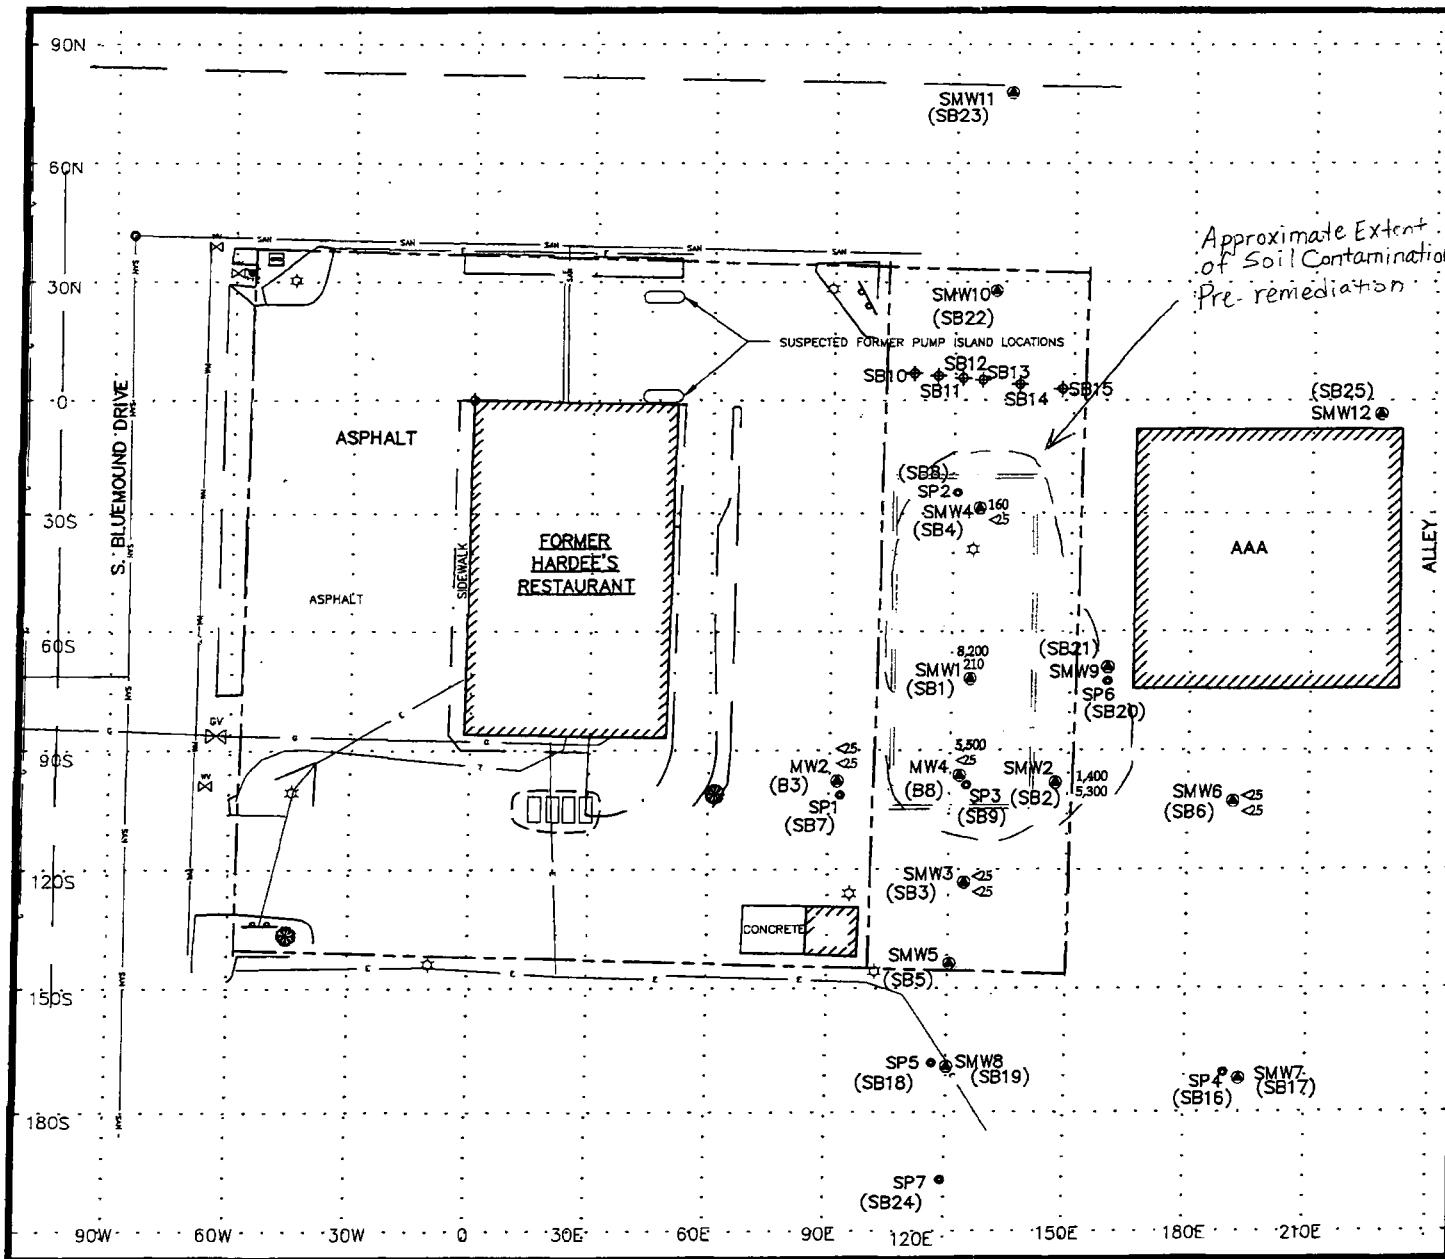 90N
SMW11
(SB23)
60N
Approximate Extent
of Soil Contamination
Pre-remediation
SAN SAN SAN SAN
30N
SMW10
(SB22)
SUSPECTED FORMER PUMP ISLAND LOCATIONS
SB12
SB10 SB13
SB11 SB14 SB15
(SB25)
SMW12
0
S. BLUEMOUND DRIVE
ASPHALT
(SB8)
SP2
SMW4 160
<25
(SB4)
30S
FORMER
HARDEE'S
RESTAURANT
AAA
ALLEY
SIDEWALK
ASPHALT
60S
8,200
SMW1 210
(SB1)
(SB21)
SMW9
SP6
(SB20)
GV
G
G
E
90S
<25
MW2 <25
(B3)
SP1
(SB7)
5,500
<25
MW4
(B8)
SP3
(SB9)
SMW2 1,400
(SB2) 5,300
SMW6 <25
(SB6) <25
120S
SMW3 <25
(SB3) <25
CONCRETE
SMW5
(SB5)
E E E E E
150S
SP5 SMW8
(SB18) (SB19)
SP4 SMW7
(SB16) (SB17)
180S
SP7
(SB24)
90W 60W 30W 0 30E 60E 90E 120E 150E 180E 210E